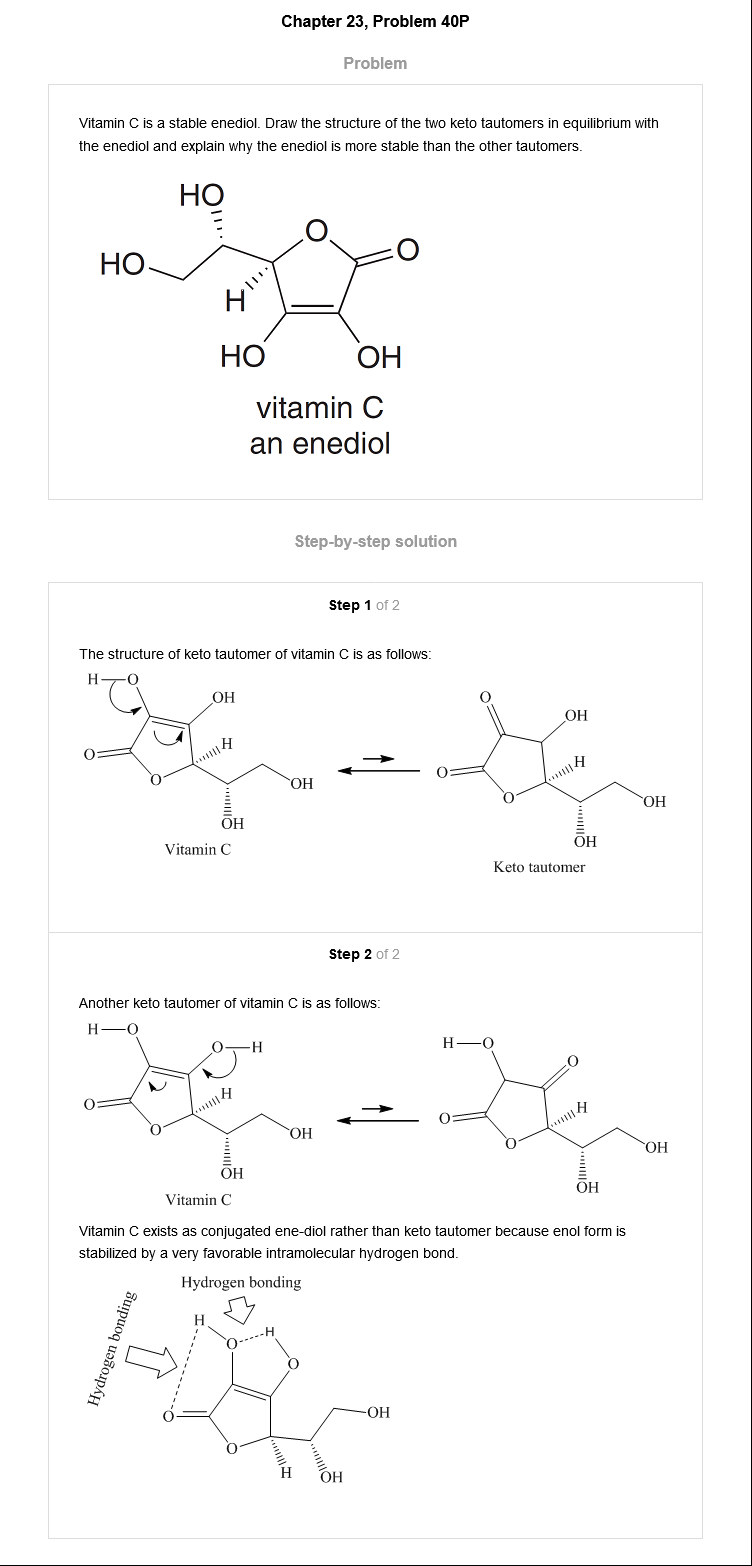 Chapter 23, Problem 40P
Problem
Vitamin C is a stable enediol. Draw the structure of the two keto tautomers in equilibrium with
the enediol and explain why the enediol is more stable than the other tautomers.
HO
O
O
HO
H
HO
OH
vitamin C
an enediol
Step-by-step solution
Step 1 of 2
The structure of keto tautomer of vitamin C is as follows:
H—O
OH
O
H
O
OH
OH
Vitamin C
O
OH
O
H
O
OH
OH
Keto tautomer
Step 2 of 2
Another keto tautomer of vitamin C is as follows:
H—O
O—H
O
H
O
OH
OH
Vitamin C
H—O
O
O
H
O
OH
OH
Vitamin C exists as conjugated ene-diol rather than keto tautomer because enol form is
stabilized by a very favorable intramolecular hydrogen bond.
Hydrogen bonding
Hydrogen bonding
H
H
O
O
O
OH
O
H
OH